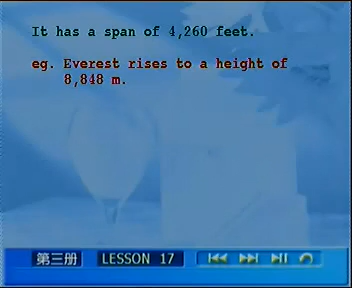 It has a span of 4,260 feet.
eg. Everest rises to a height of
8,848 m.
第三册 LESSON 17